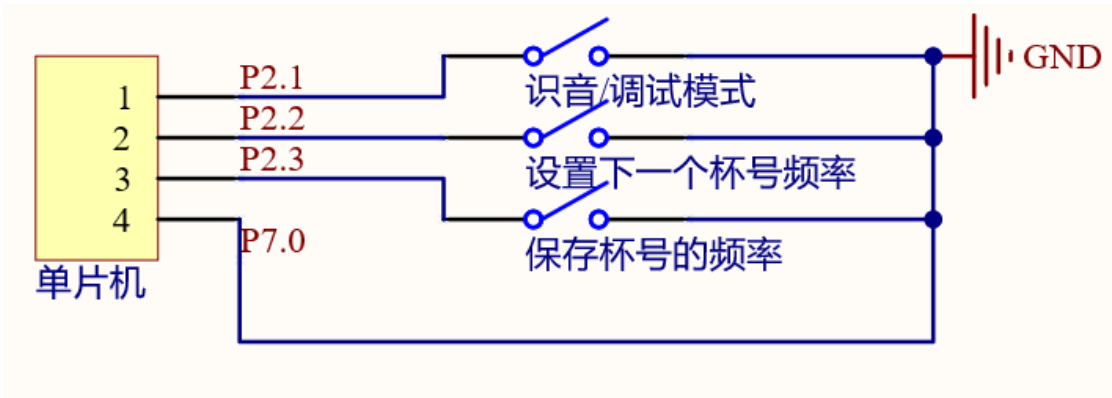 P2.1
GND
1
识音/调试模式
P2.2
2
P2.3
设置下一个杯号频率
3
4
P7.0
保存杯号的频率
单片机